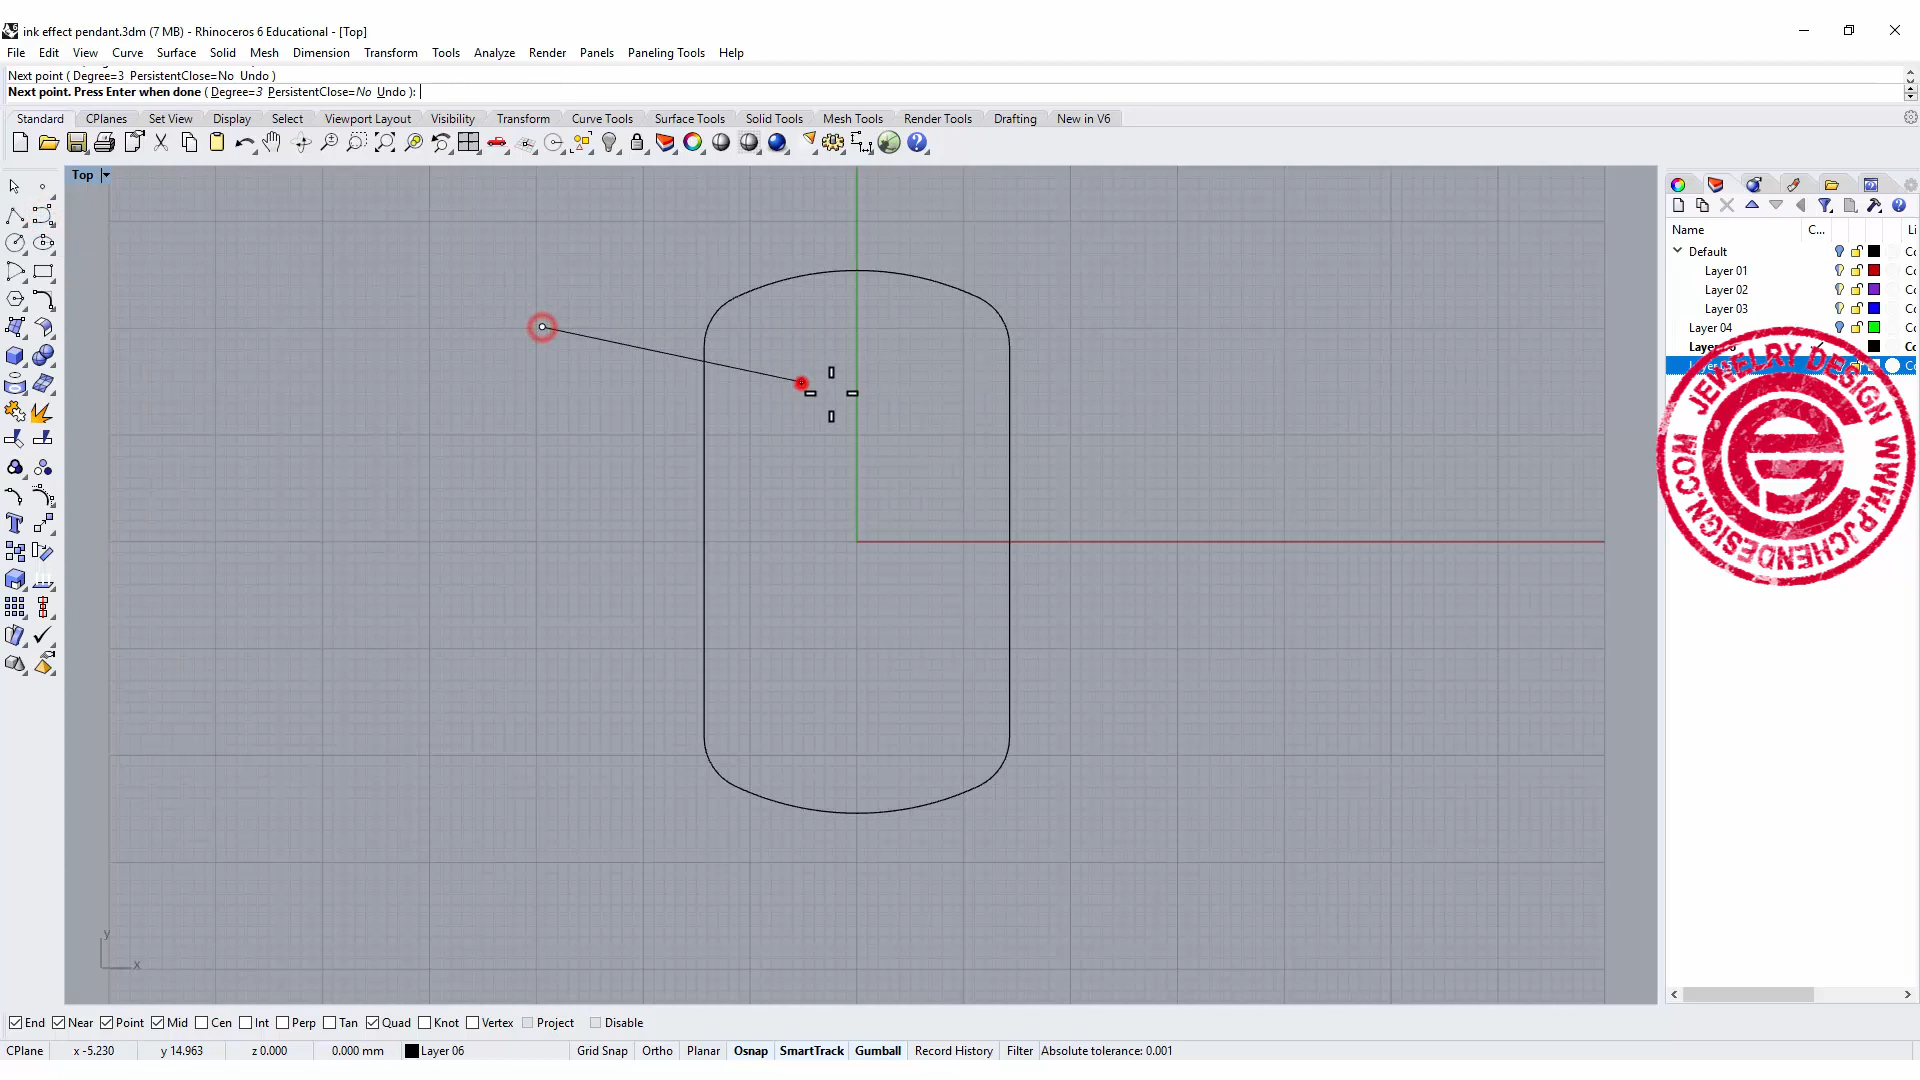 ink effect pendant.3dm (7 MB) - Rhinoceros 6 Educational - [Top]
File Edit View Curve Surface Solid Mesh Dimension Transform Tools Analyze Render Panels Paneling Tools Help
Next point ( Degree=3 PersistentClose=No Undo )
Next point. Press Enter when done ( Degree=3 PersistentClose=No Undo ):
Standard CPlanes Set View Display Select Viewport Layout Visibility Transform Curve Tools Surface Tools Solid Tools Mesh Tools Render Tools Drafting New in V6
Top
Name C... Li
Default Cc
Layer 01 Cc
Layer 02 Cc
Layer 03 Cc
Layer 04 Cc
JEWELRY DESIGN WWW.PJCHENDESIGN.COM
y
x
End Near Point Mid Cen Int Perp Tan Quad Knot Vertex Project Disable
CPlane x -5.230 y 14.963 z 0.000 0.000 mm Layer 06 Grid Snap Ortho Planar Osnap SmartTrack Gumball Record History Filter Absolute tolerance: 0.001